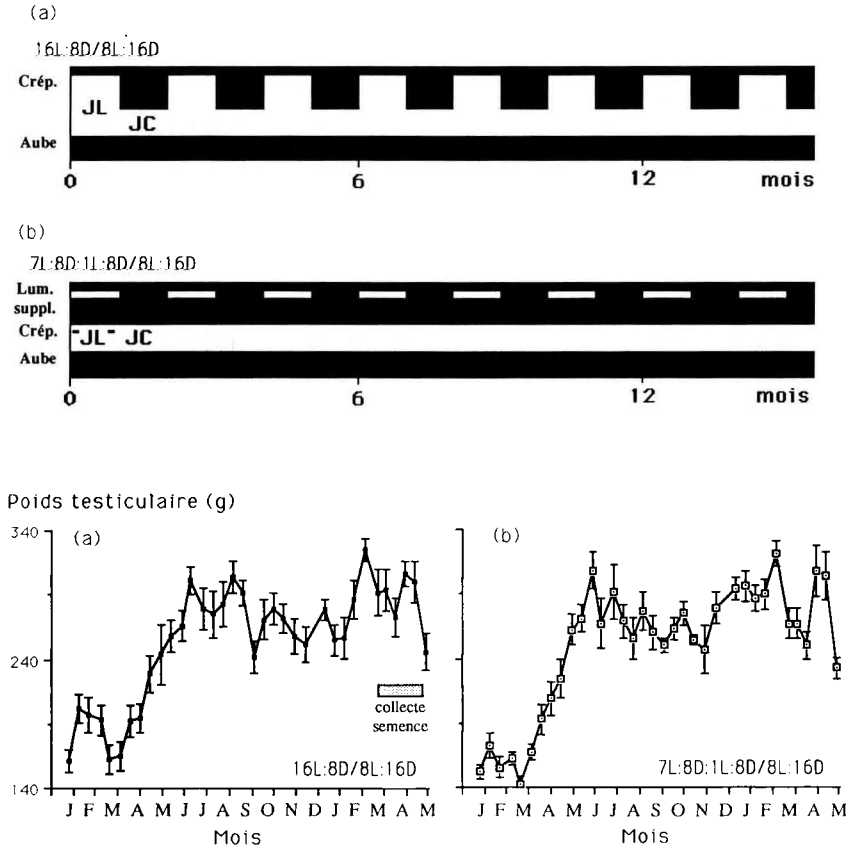 (a)
16L:8D/8L:16D
Crép.
JL
JC
Aube
0 6 12 mois
(b)
7L:8D:1L:8D/8L:16D
Lum.
suppl.
Crép.
"JL" JC
Aube
0 6 12 mois
Poids testiculaire (g)
340
(a)
(b)
240
collecte
semence
140
16L:8D/8L:16D
7L:8D:1L:8D/8L:16D
J F M A M J J A S O N D J F M A M
J F M A M J J A S O N D J F M A M
Mois
Mois